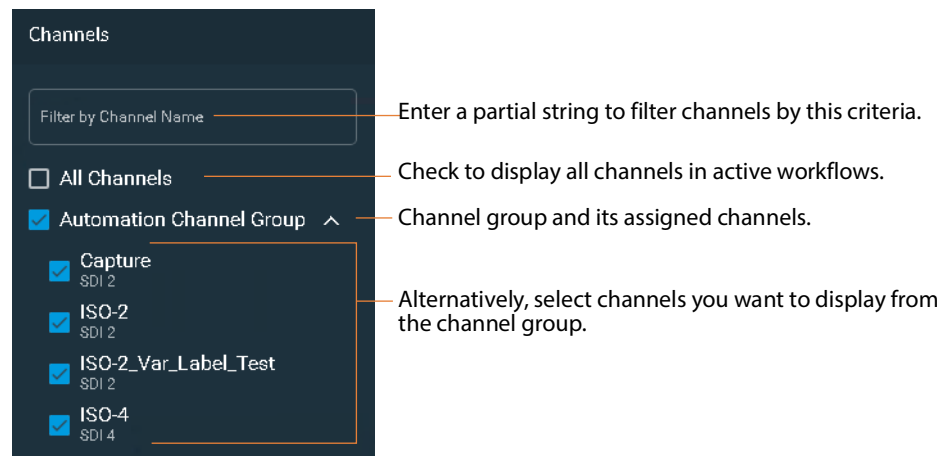 Channels
Filter by Channel Name
Enter a partial string to filter channels by this criteria.
All Channels
Check to display all channels in active workflows.
Automation Channel Group
Channel group and its assigned channels.
Capture
SDI 2
ISO-2
SDI 2
Alternatively, select channels you want to display from
the channel group.
ISO-2_Var_Label_Test
SDI 2
ISO-4
SDI 4